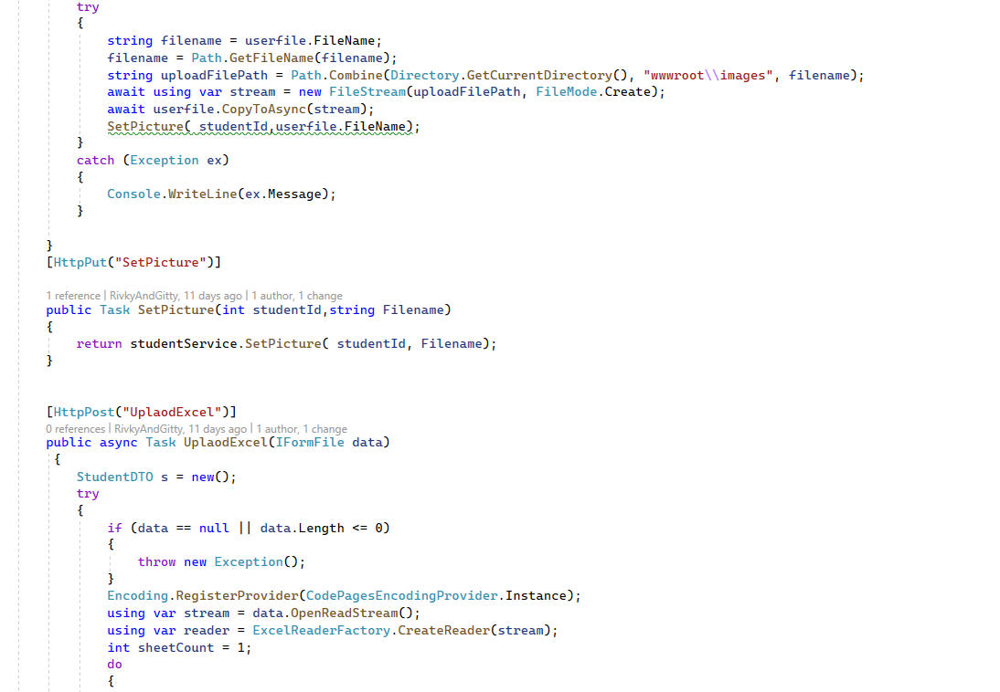 try
{
string filename = userfile.FileName;
filename = Path.GetFileName(filename);
string uploadFilePath = Path.Combine(Directory.GetCurrentDirectory(), "wwwroot\\images", filename);
await using var stream = new FileStream(uploadFilePath, FileMode.Create);
await userfile.CopyToAsync(stream);
SetPicture( studentId,userfile.FileName);
}
catch (Exception ex)
{
Console.WriteLine(ex.Message);
}
}
[HttpPut("SetPicture")]
1 reference | RivkyAndGitty, 11 days ago | 1 author, 1 change
public Task SetPicture(int studentId,string Filename)
{
return studentService.SetPicture( studentId, Filename);
}
[HttpPost("UplaodExcel")]
0 references | RivkyAndGitty, 11 days ago | 1 author, 1 change
public async Task UplaodExcel(IFormFile data)
{
StudentDTO s = new();
try
{
if (data == null || data.Length <= 0)
{
throw new Exception();
}
Encoding.RegisterProvider(CodePagesEncodingProvider.Instance);
using var stream = data.OpenReadStream();
using var reader = ExcelReaderFactory.CreateReader(stream);
int sheetCount = 1;
do
{